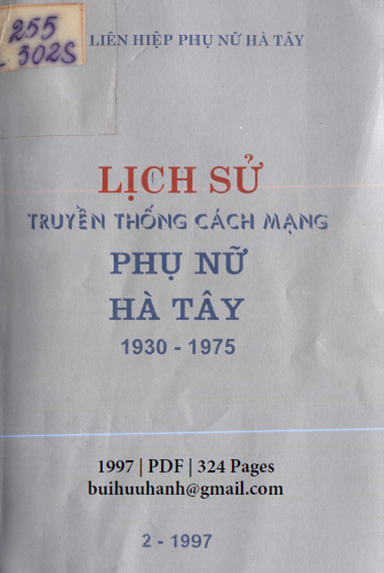 255
302S
LIÊN HIỆP PHỤ NỮ HÀ TÂY
LỊCH SỬ
TRUYỀN THỐNG CÁCH MẠNG
PHỤ NỮ
HÀ TÂY
1930 - 1975
1997 | PDF | 324 Pages
buihuuhanh@gmail.com
2 - 1997